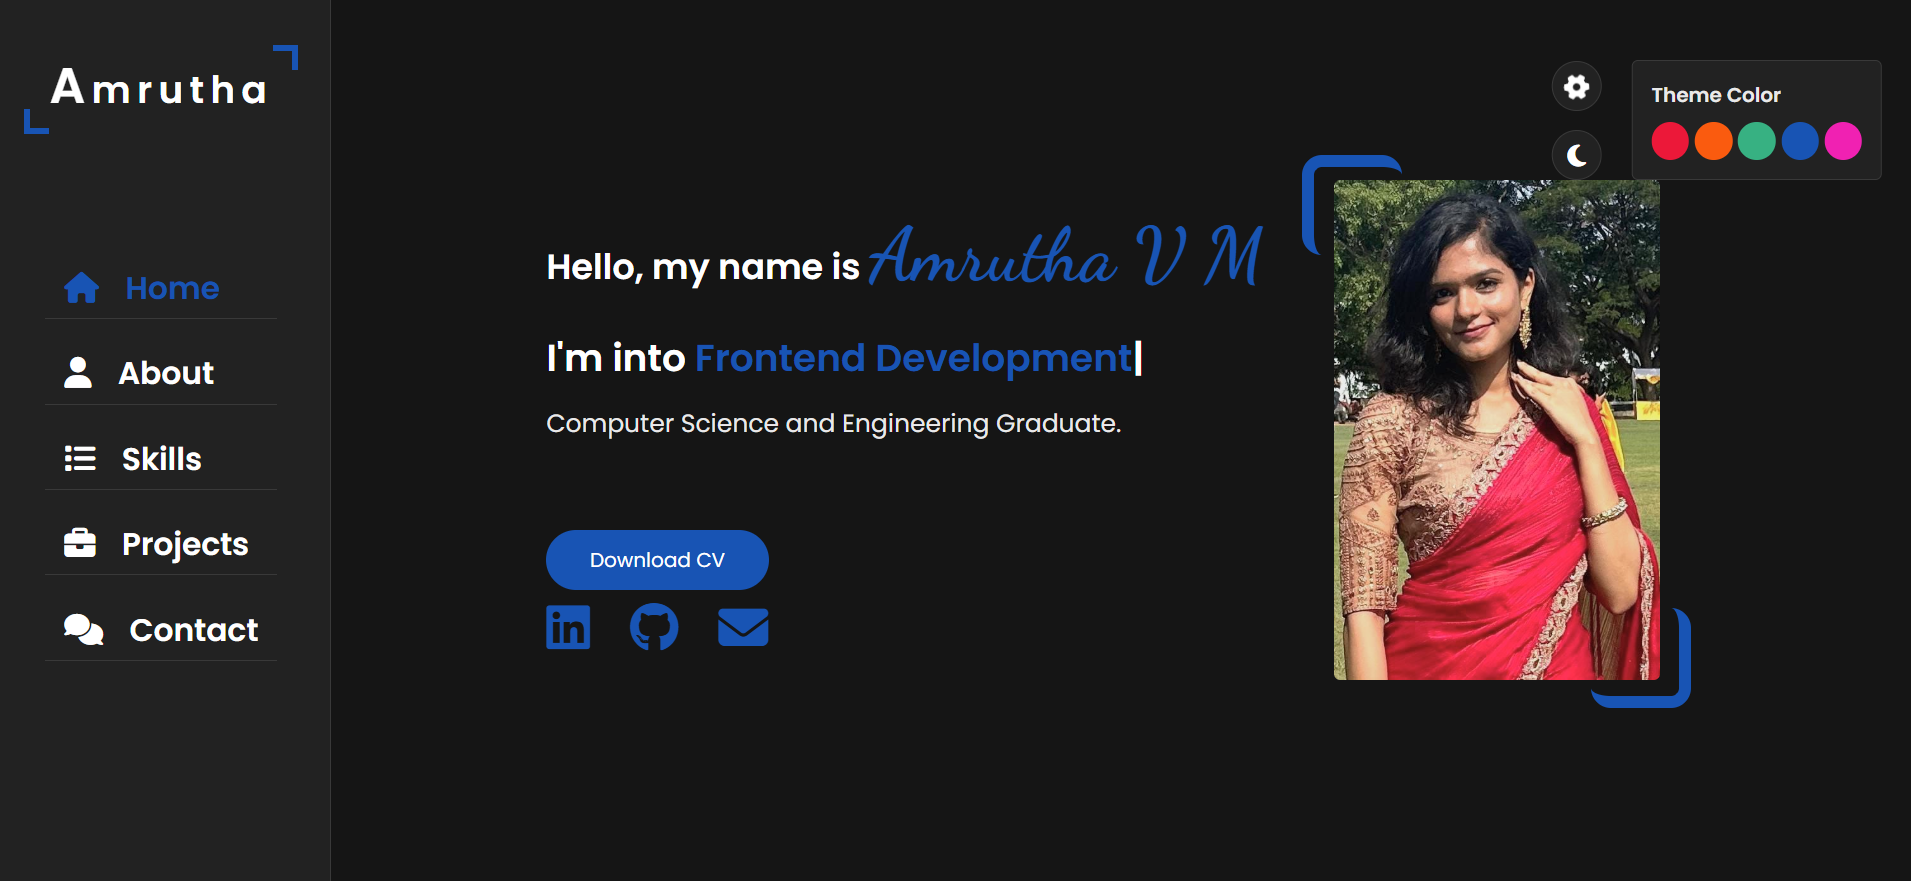 Amrutha
Home
About
Skills
Projects
Contact
Hello, my name is Amrutha V M
I'm into Frontend Development|
Computer Science and Engineering Graduate.
Download CV
in
Theme Color